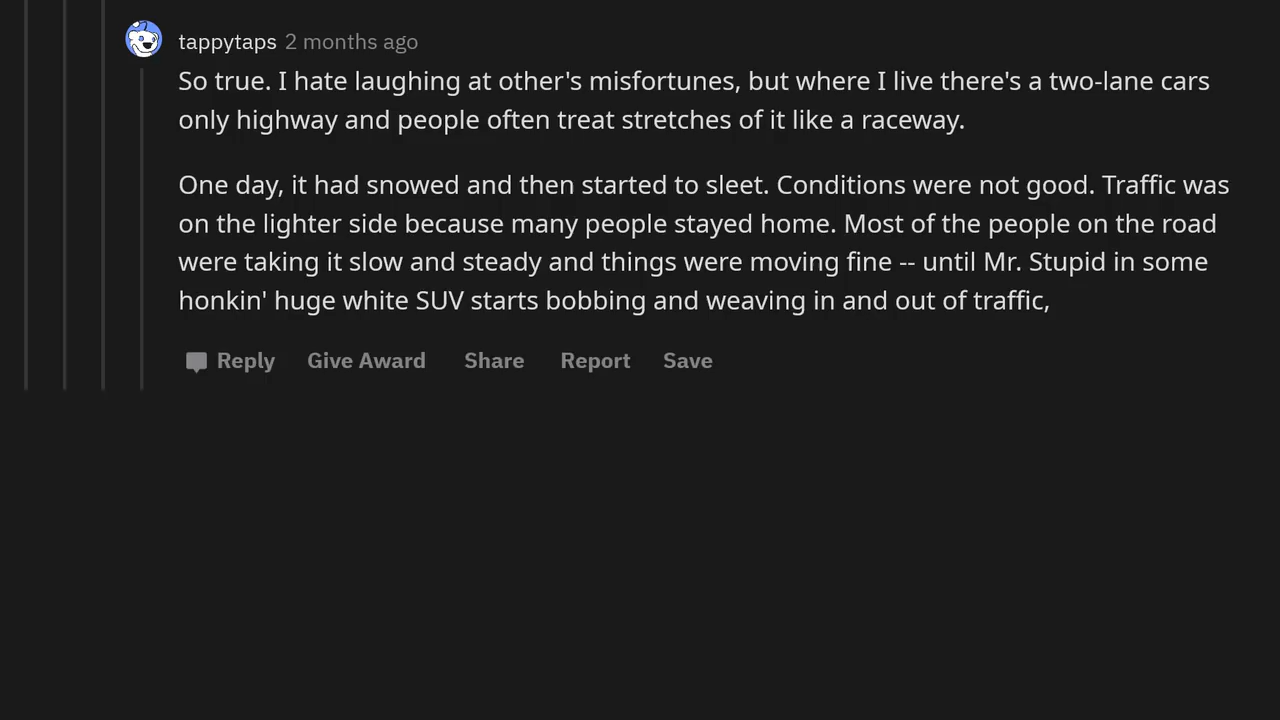 tappytaps 2 months ago
So true. I hate laughing at other's misfortunes, but where I live there's a two-lane cars
only highway and people often treat stretches of it like a raceway.
One day, it had snowed and then started to sleet. Conditions were not good. Traffic was
on the lighter side because many people stayed home. Most of the people on the road
were taking it slow and steady and things were moving fine -- until Mr. Stupid in some
honkin' huge white SUV starts bobbing and weaving in and out of traffic,
Reply Give Award Share Report Save